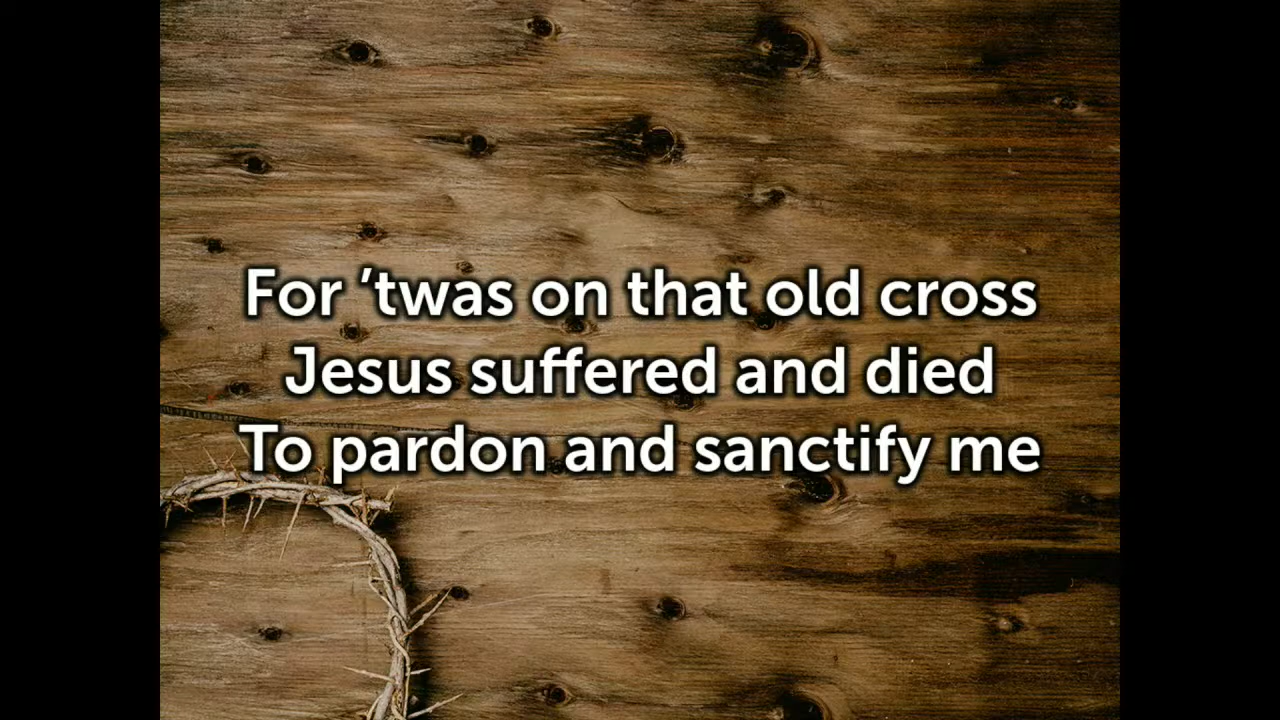 For ’twas on that old cross
Jesus suffered and died
To pardon and sanctify me